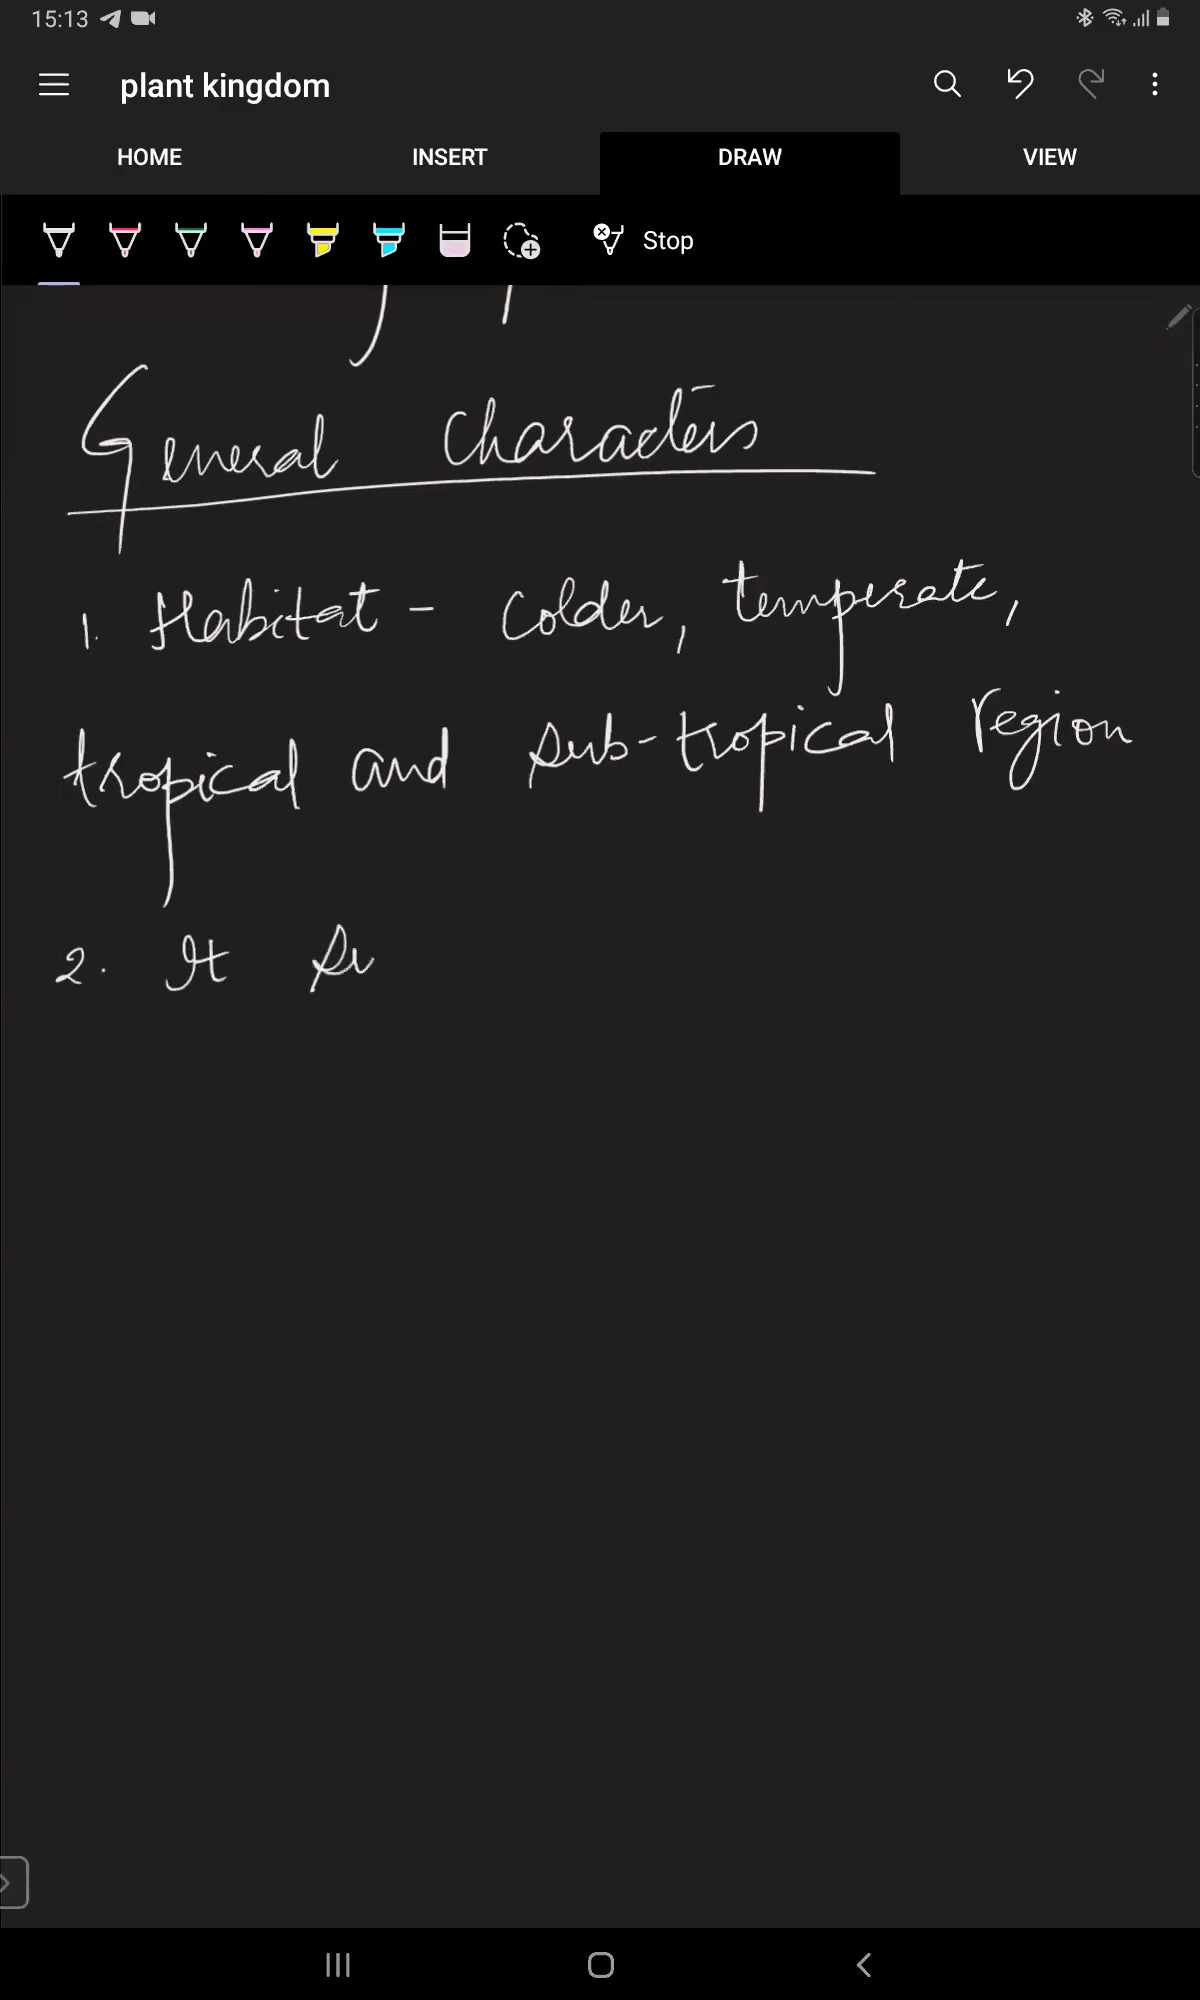 15:13
plant kingdom
HOME INSERT DRAW VIEW
Stop
General characters
1. Habitat - Colder, temperate,
tropical and sub-tropical region
2. It